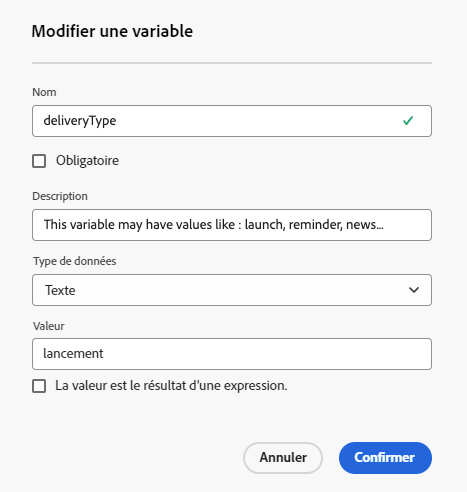 Modifier une variable
Nom
deliveryType
Obligatoire
Description
This variable may have values like : launch, reminder, news...
Type de données
Texte
Valeur
lancement
La valeur est le résultat d’une expression.
Annuler Confirmer